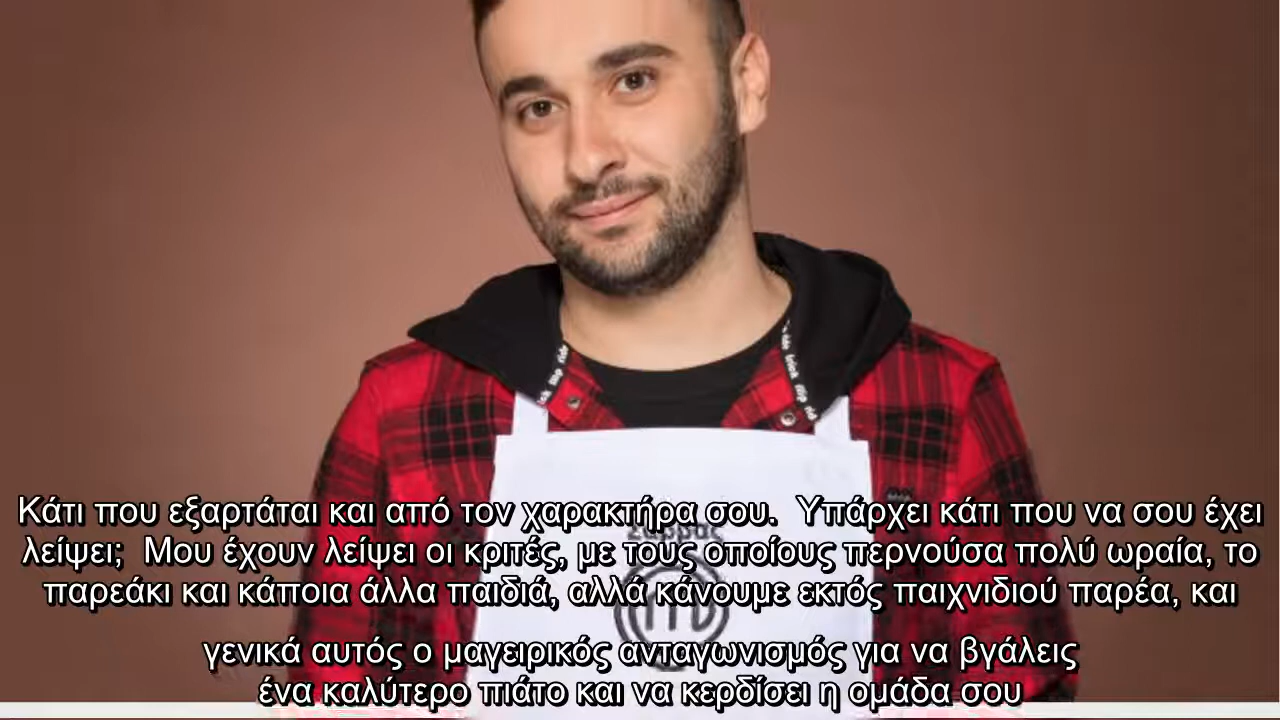 Κάτι που εξαρτάται και από τον χαρακτήρα σου.  Υπάρχει κάτι που να σου έχει
λείψει;  Μου έχουν λείψει οι κριτές, με τους οποίους περνούσα πολύ ωραία, το
παρεάκι και κάποια άλλα παιδιά, αλλά κάνουμε εκτός παιχνιδιού παρέα, και
γενικά αυτός ο μαγειρικός ανταγωνισμός για να βγάλεις
ένα καλύτερο πιάτο και να κερδίσει η ομάδα σου